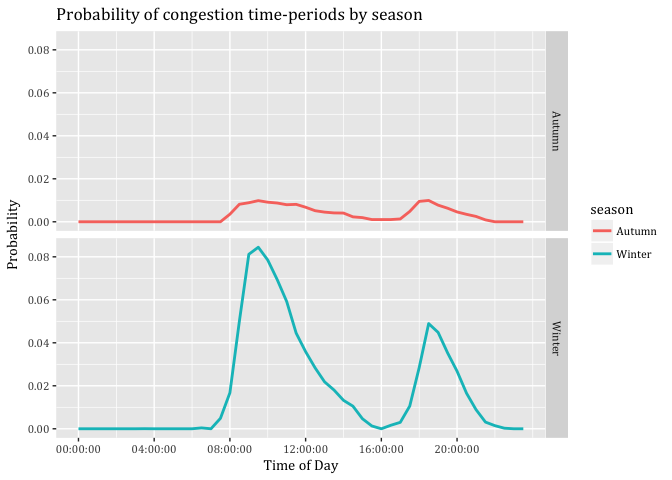 Probability of congestion time-periods by season
0.08
0.06
0.04
0.02
0.00
Autumn
0.08
0.06
0.04
0.02
0.00
Winter
Probability
00:00:00 04:00:00 08:00:00 12:00:00 16:00:00 20:00:00
Time of Day
season
Autumn
Winter